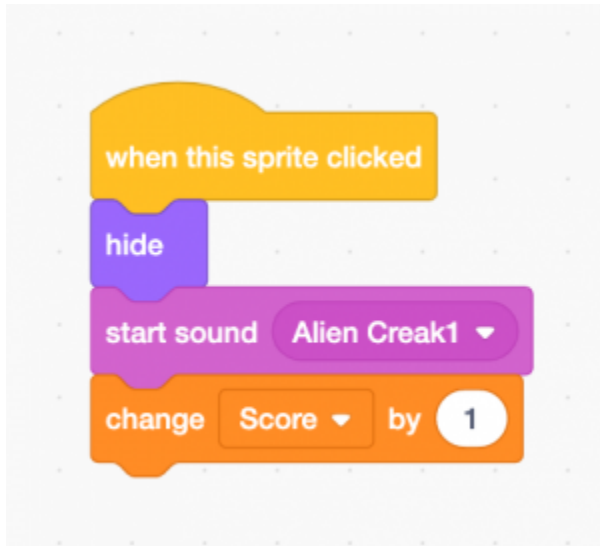 when this sprite clicked
hide
start sound Alien Creak1
change Score by 1